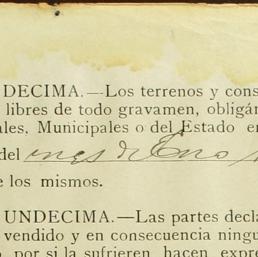 DECIMA.—Los terrenos y cons
libres de todo gravamen, obligán
ales, Municipales o del Estado en
del mes de Enero
e los mismos.
UNDECIMA.—Las partes decla
vendido y en consecuencia ningu
o por si la sufrieren, hacen expre